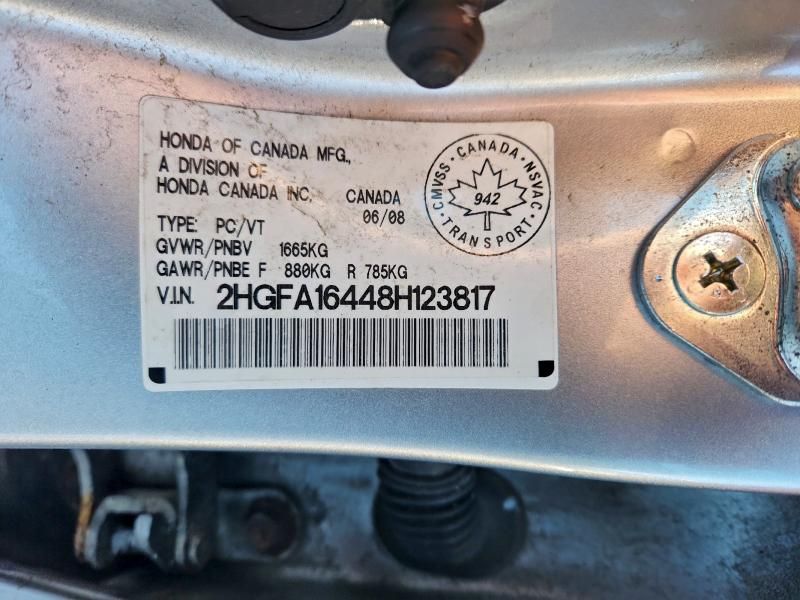 HONDA OF CANADA MFG.,
A DIVISION OF
HONDA CANADA INC. CANADA
06/08
TYPE: PC/VT
GVWR/PNBV 1665KG
GAWR/PNBE F 880KG R 785KG
V.I.N. 2HGFA16448H123817
CMVSS · CANADA · NSVAC
942
· TRANSPORT ·